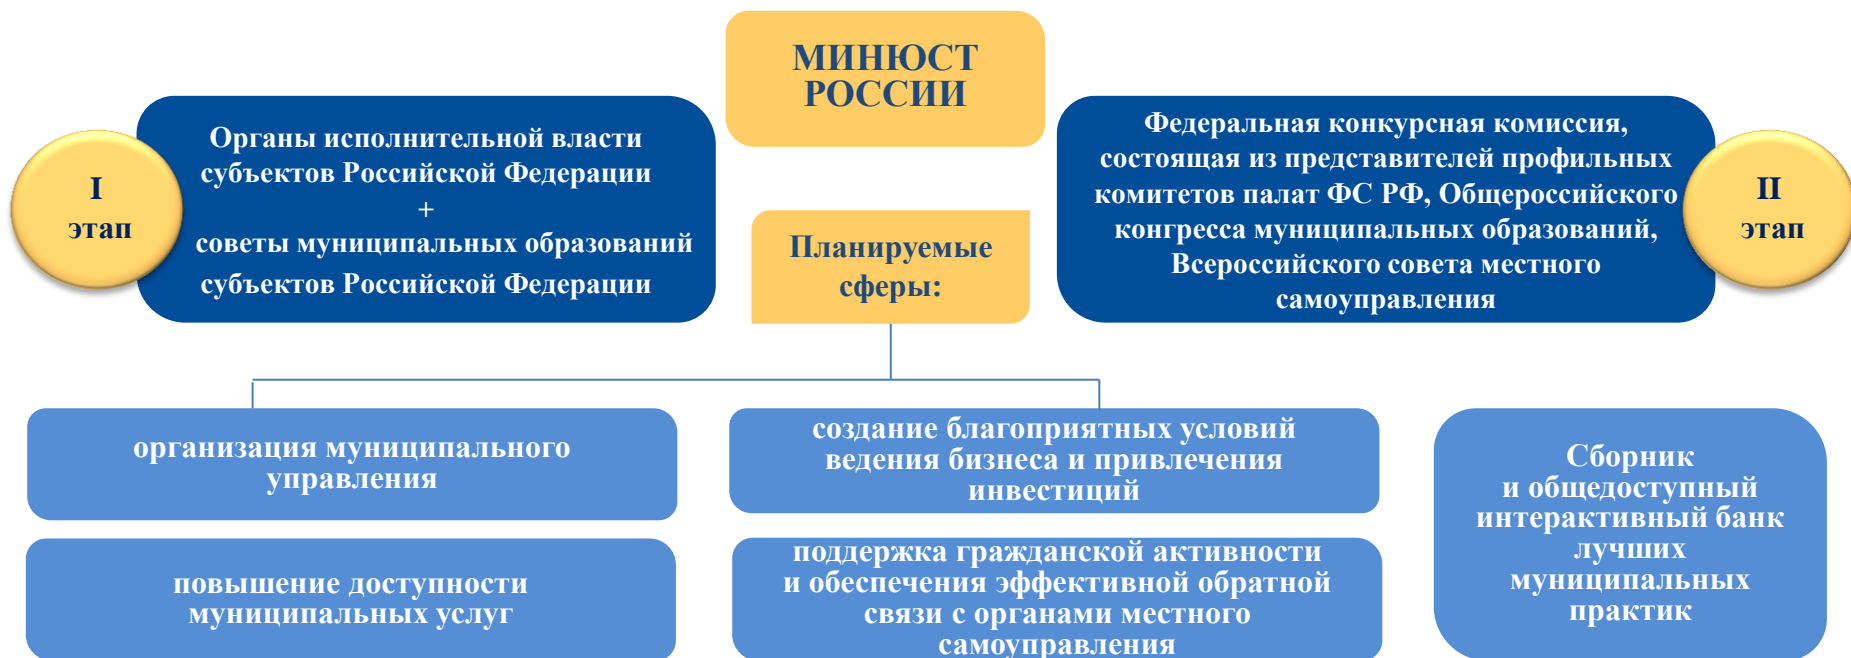 МИНЮСТ
РОССИИ
I
этап
Органы исполнительной власти
субъектов Российской Федерации
+
советы муниципальных образований
субъектов Российской Федерации
Федеральная конкурсная комиссия,
состоящая из представителей профильных
комитетов палат ФС РФ, Общероссийского
конгресса муниципальных образований,
Всероссийского совета местного
самоуправления
II
этап
Планируемые
сферы:
организация муниципального
управления
создание благоприятных условий
ведения бизнеса и привлечения
инвестиций
повышение доступности
муниципальных услуг
поддержка гражданской активности
и обеспечения эффективной обратной
связи с органами местного
самоуправления
Сборник
и общедоступный
интерактивный банк
лучших
муниципальных
практик